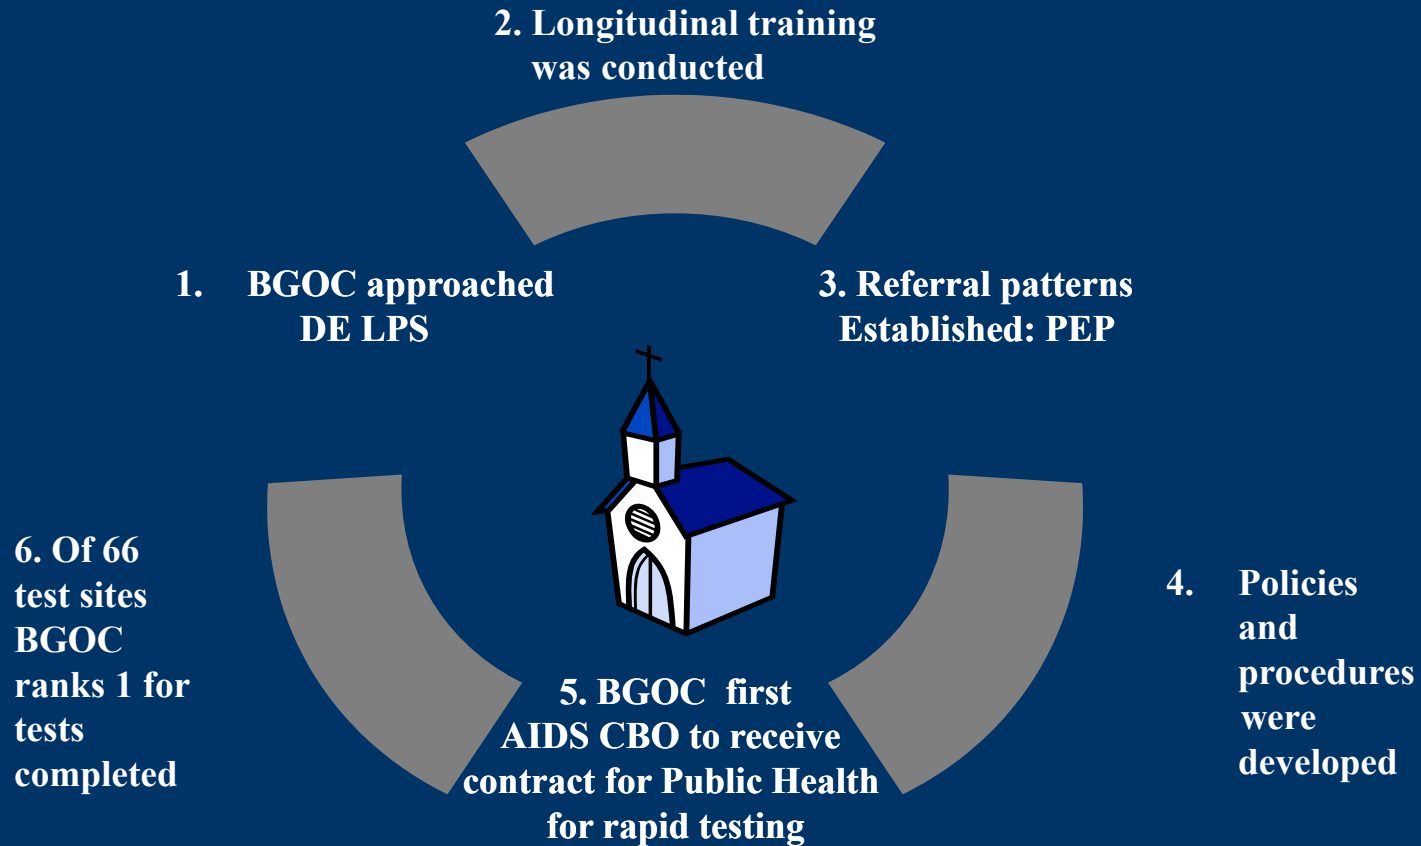 2. Longitudinal training
was conducted
1. BGOC approached
DE LPS
3. Referral patterns
Established: PEP
4. Policies
and
procedures
were
developed
5. BGOC first
AIDS CBO to receive
contract for Public Health
for rapid testing
6. Of 66
test sites
BGOC
ranks 1 for
tests
completed